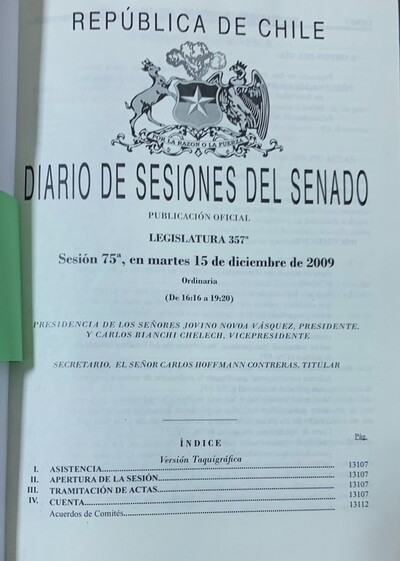 REPÚBLICA DE CHILE
POR LA RAZON O LA FUERZA
DIARIO DE SESIONES DEL SENADO
PUBLICACIÓN OFICIAL
LEGISLATURA 357ª
Sesión 75ª, en martes 15 de diciembre de 2009
Ordinaria
(De 16:16 a 19:20)
PRESIDENCIA DE LOS SEÑORES JOVINO NOVOA VÁSQUEZ, PRESIDENTE,
Y CARLOS BIANCHI CHELECH, VICEPRESIDENTE
SECRETARIO, EL SEÑOR CARLOS HOFFMANN CONTRERAS, TITULAR
ÍNDICE
Versión Taquigráfica
Pág.
I. ASISTENCIA 13107
II. APERTURA DE LA SESIÓN 13107
III. TRAMITACIÓN DE ACTAS 13107
IV. CUENTA 13107
Acuerdos de Comités 13112